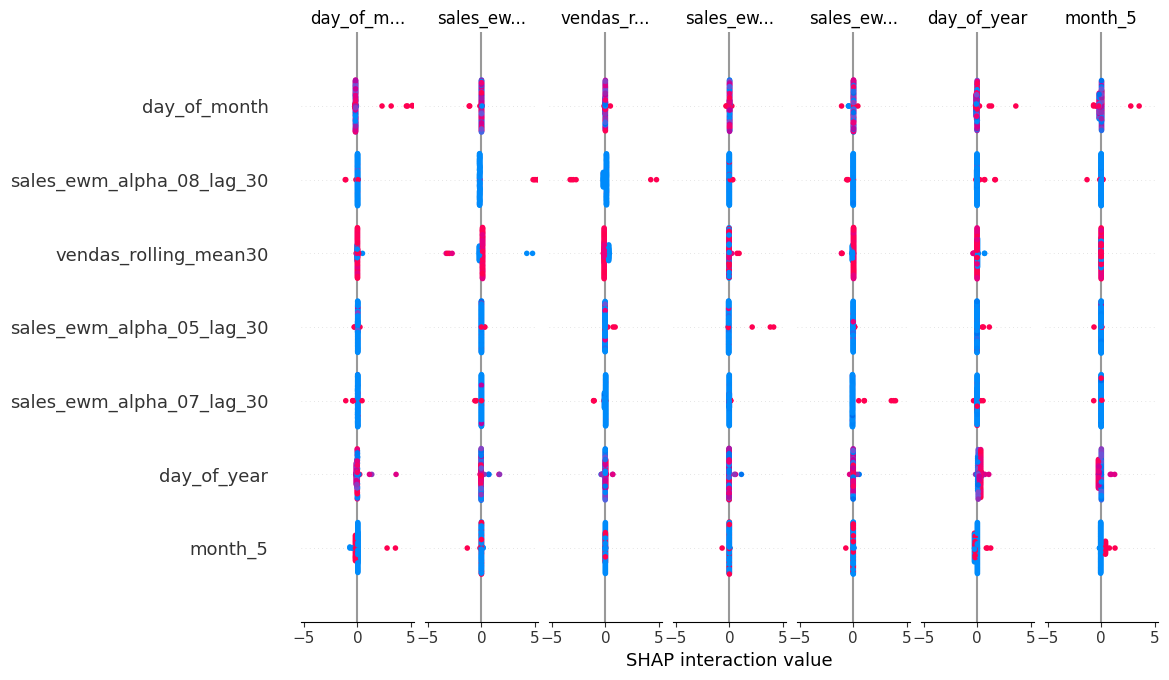 day_of_m... sales_ew... vendas_r... sales_ew... sales_ew... day_of_year month_5
day_of_month
sales_ewm_alpha_08_lag_30
vendas_rolling_mean30
sales_ewm_alpha_05_lag_30
sales_ewm_alpha_07_lag_30
day_of_year
month_5
−5 0 5 −5 0 5 −5 0 5 −5 0 5 −5 0 5 −5 0 5 −5 0 5
SHAP interaction value